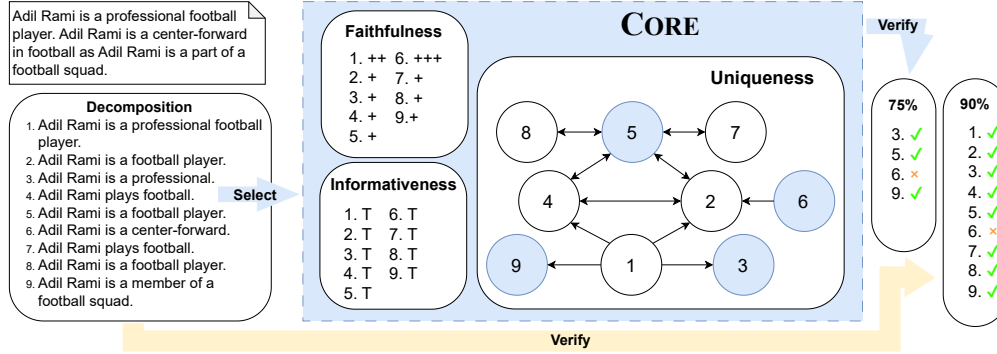 Adil Rami is a professional football
player. Adil Rami is a center-forward
in football as Adil Rami is a part of a
football squad.
Decomposition
1. Adil Rami is a professional football
player.
2. Adil Rami is a football player.
3. Adil Rami is a professional.
4. Adil Rami plays football.
5. Adil Rami is a football player.
6. Adil Rami is a center-forward.
7. Adil Rami plays football.
8. Adil Rami is a football player.
9. Adil Rami is a member of a
football squad.
Select
CORE
Faithfulness
1. ++ 6. +++
2. + 7. +
3. + 8. +
4. + 9.+
5. +
Informativeness
1. T 6. T
2. T 7. T
3. T 8. T
4. T 9. T
5. T
Uniqueness
8 5 7
4 2 6
9 1 3
Verify
75%
3. ✓
5. ✓
6. ×
9. ✓
90%
1. ✓
2. ✓
3. ✓
4. ✓
5. ✓
6. ×
7. ✓
8. ✓
9. ✓
Verify